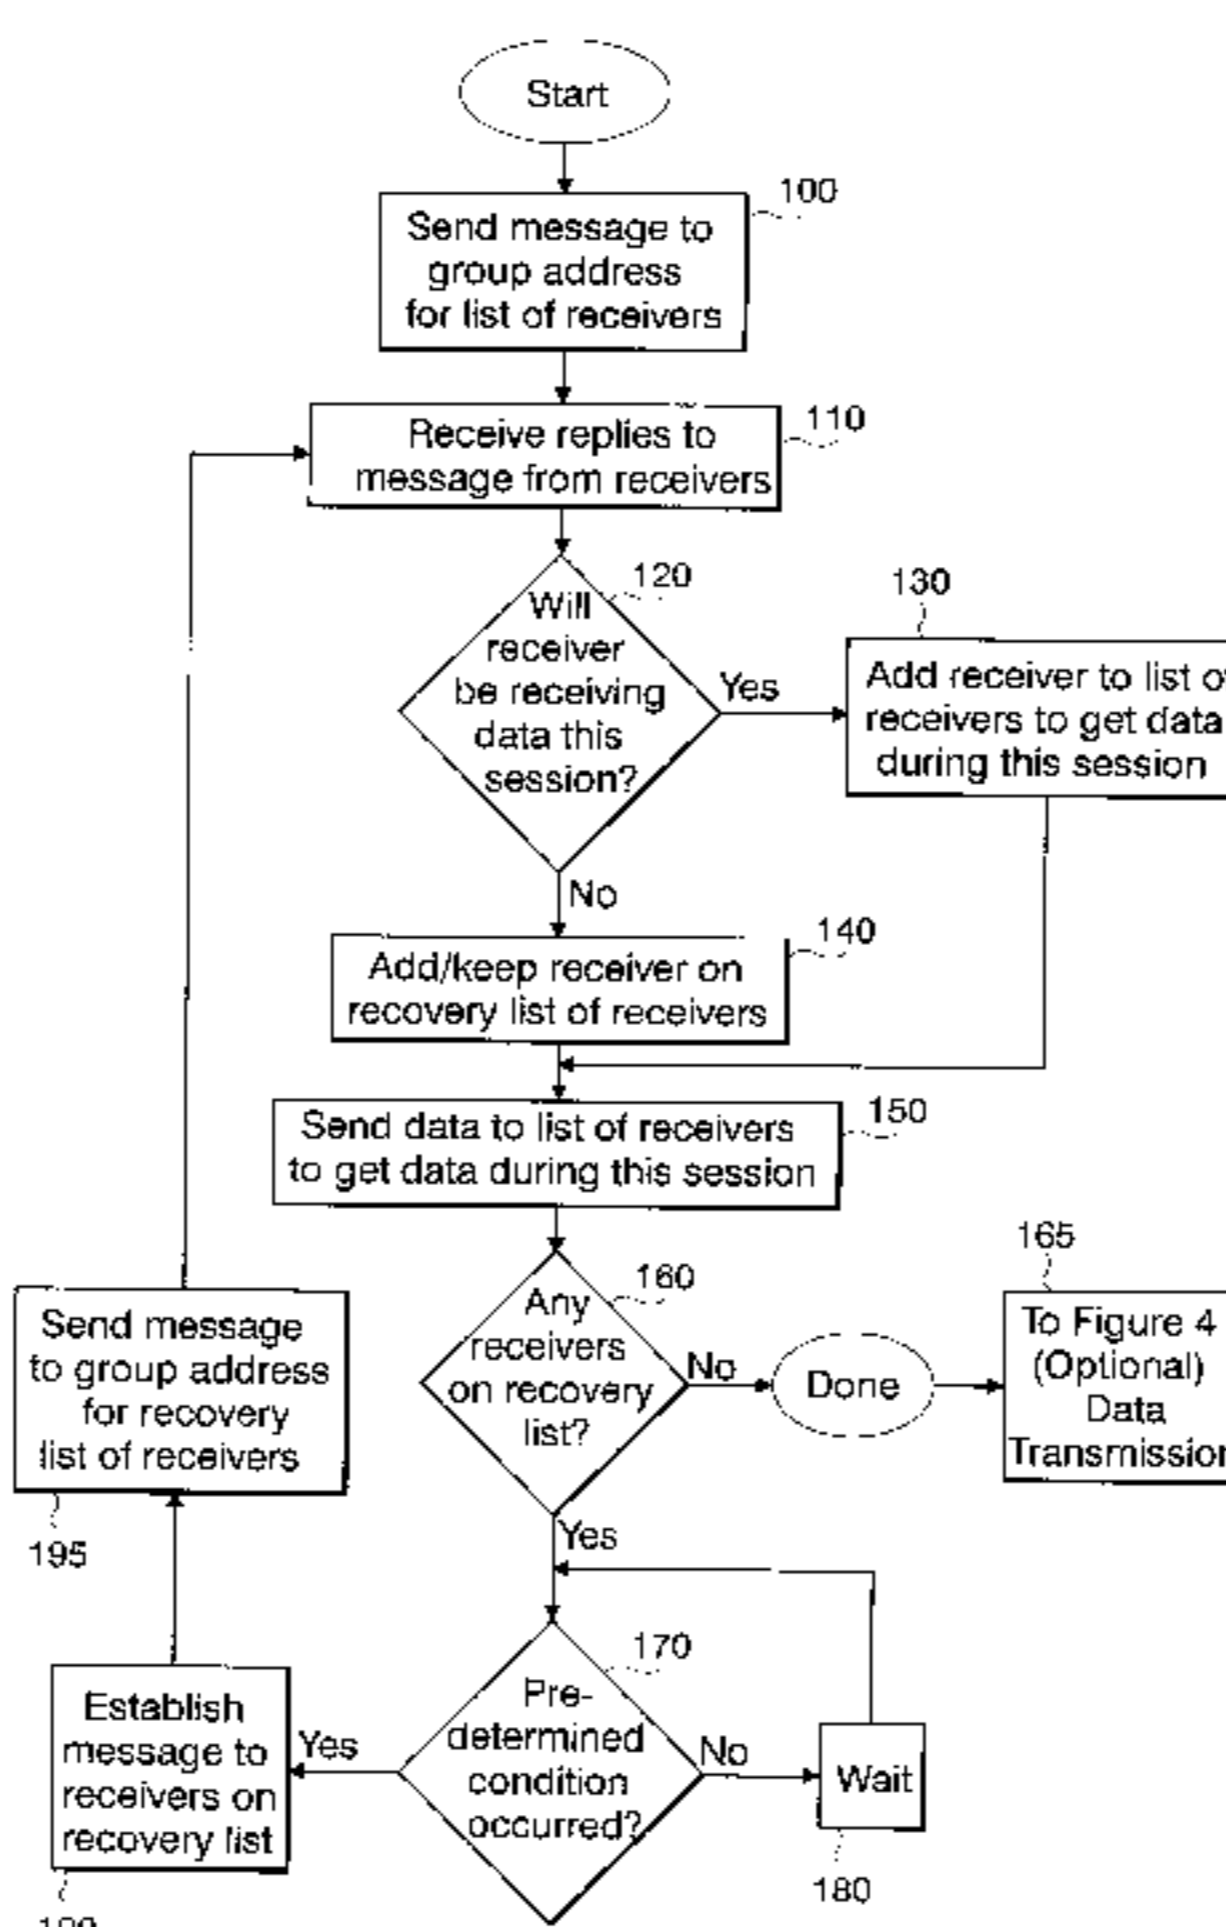 Start
100
Send message to
group address
for list of receivers
110
Receive replies to
message from receivers
120
Will
receiver
be receiving
data this
session?
Yes
130
Add receiver to list of
receivers to get data
during this session
No
140
Add/keep receiver on
recovery list of receivers
150
Send data to list of receivers
to get data during this session
160
Any
receivers
on recovery
list?
No
Done
165
To Figure 4
(Optional)
Data
Transmission
Yes
170
Pre-
determined
condition
occurred?
No
Wait
180
Yes
Establish
message to
receivers on
recovery list
Send message
to group address
for recovery
list of receivers
195